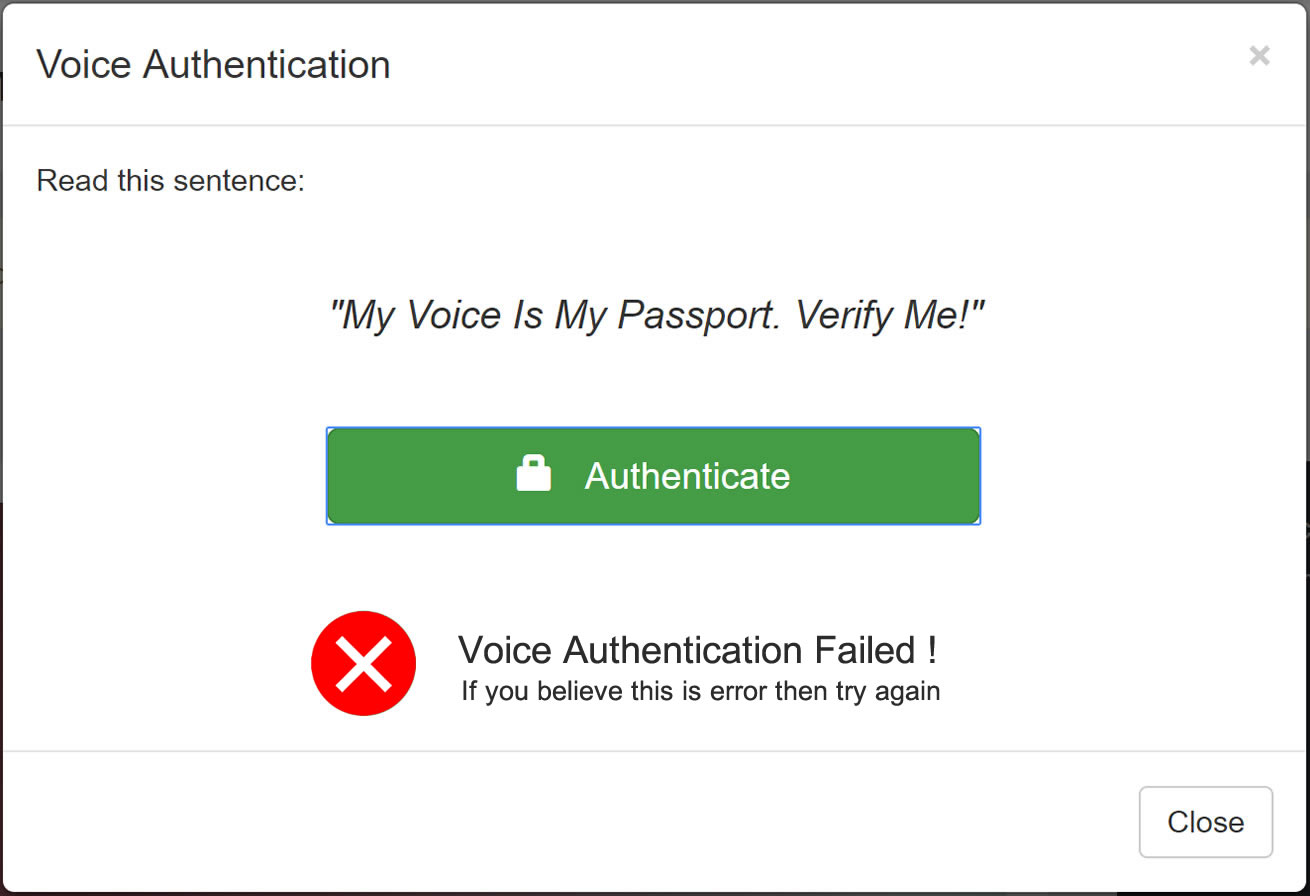 Voice Authentication
Read this sentence:
"My Voice Is My Passport. Verify Me!"
Authenticate
Voice Authentication Failed !
If you believe this is error then try again
Close